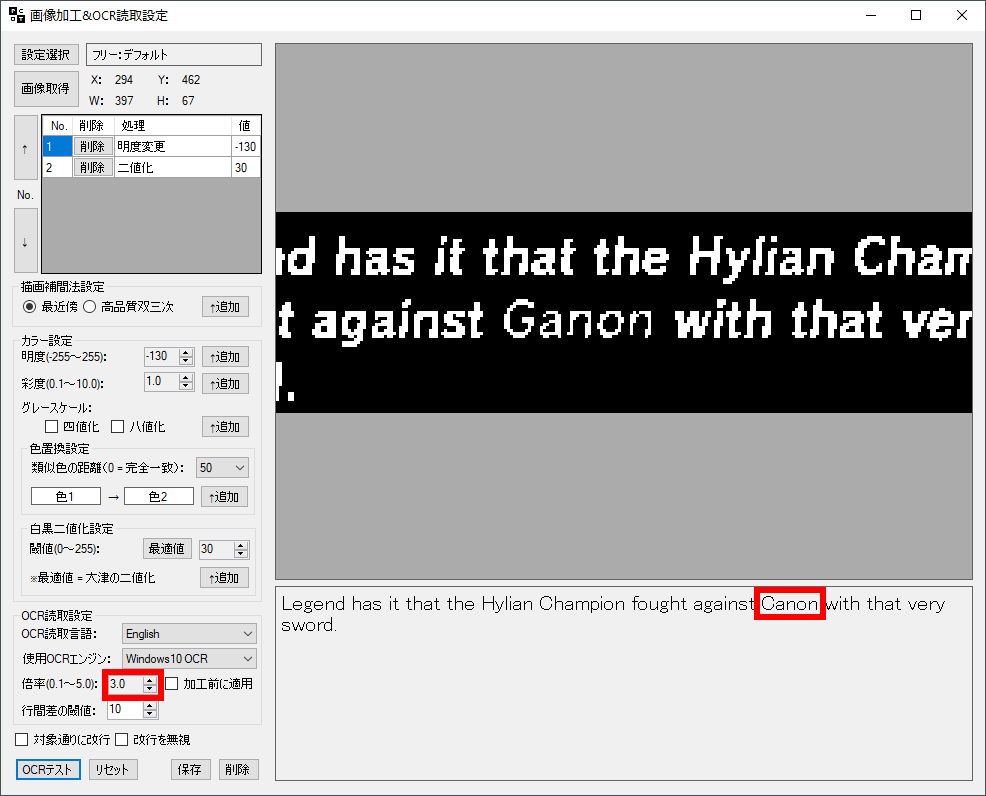 画像加工&OCR読取設定
設定選択 フリー:デフォルト
画像取得 X: 294 Y: 462
W: 397 H: 67
No. 削除 処理 値
1 削除 明度変更 -130
2 削除 二値化 30
↑
No.
↓
描画補間法設定
最近傍 高品質双三次 ↑追加
カラー設定
明度(-255～255): -130 ↑追加
彩度(0.1～10.0): 1.0 ↑追加
グレースケール:
四値化 八値化 ↑追加
色置換設定
類似色の距離(0 = 完全一致): 50
色1 → 色2 ↑追加
白黒二値化設定
閾値(0～255): 最適値 30
※最適値 = 大津の二値化 ↑追加
OCR読取設定
OCR読取言語: English
使用OCRエンジン: Windows10 OCR
倍率(0.1～5.0): 3.0 加工前に適用
行間差の閾値: 10
対象通りに改行 改行を無視
OCRテスト リセット 保存 削除
nd has it that the Hylian Cham
t against Ganon with that ver
d.
Legend has it that the Hylian Champion fought against Canon with that very
sword.